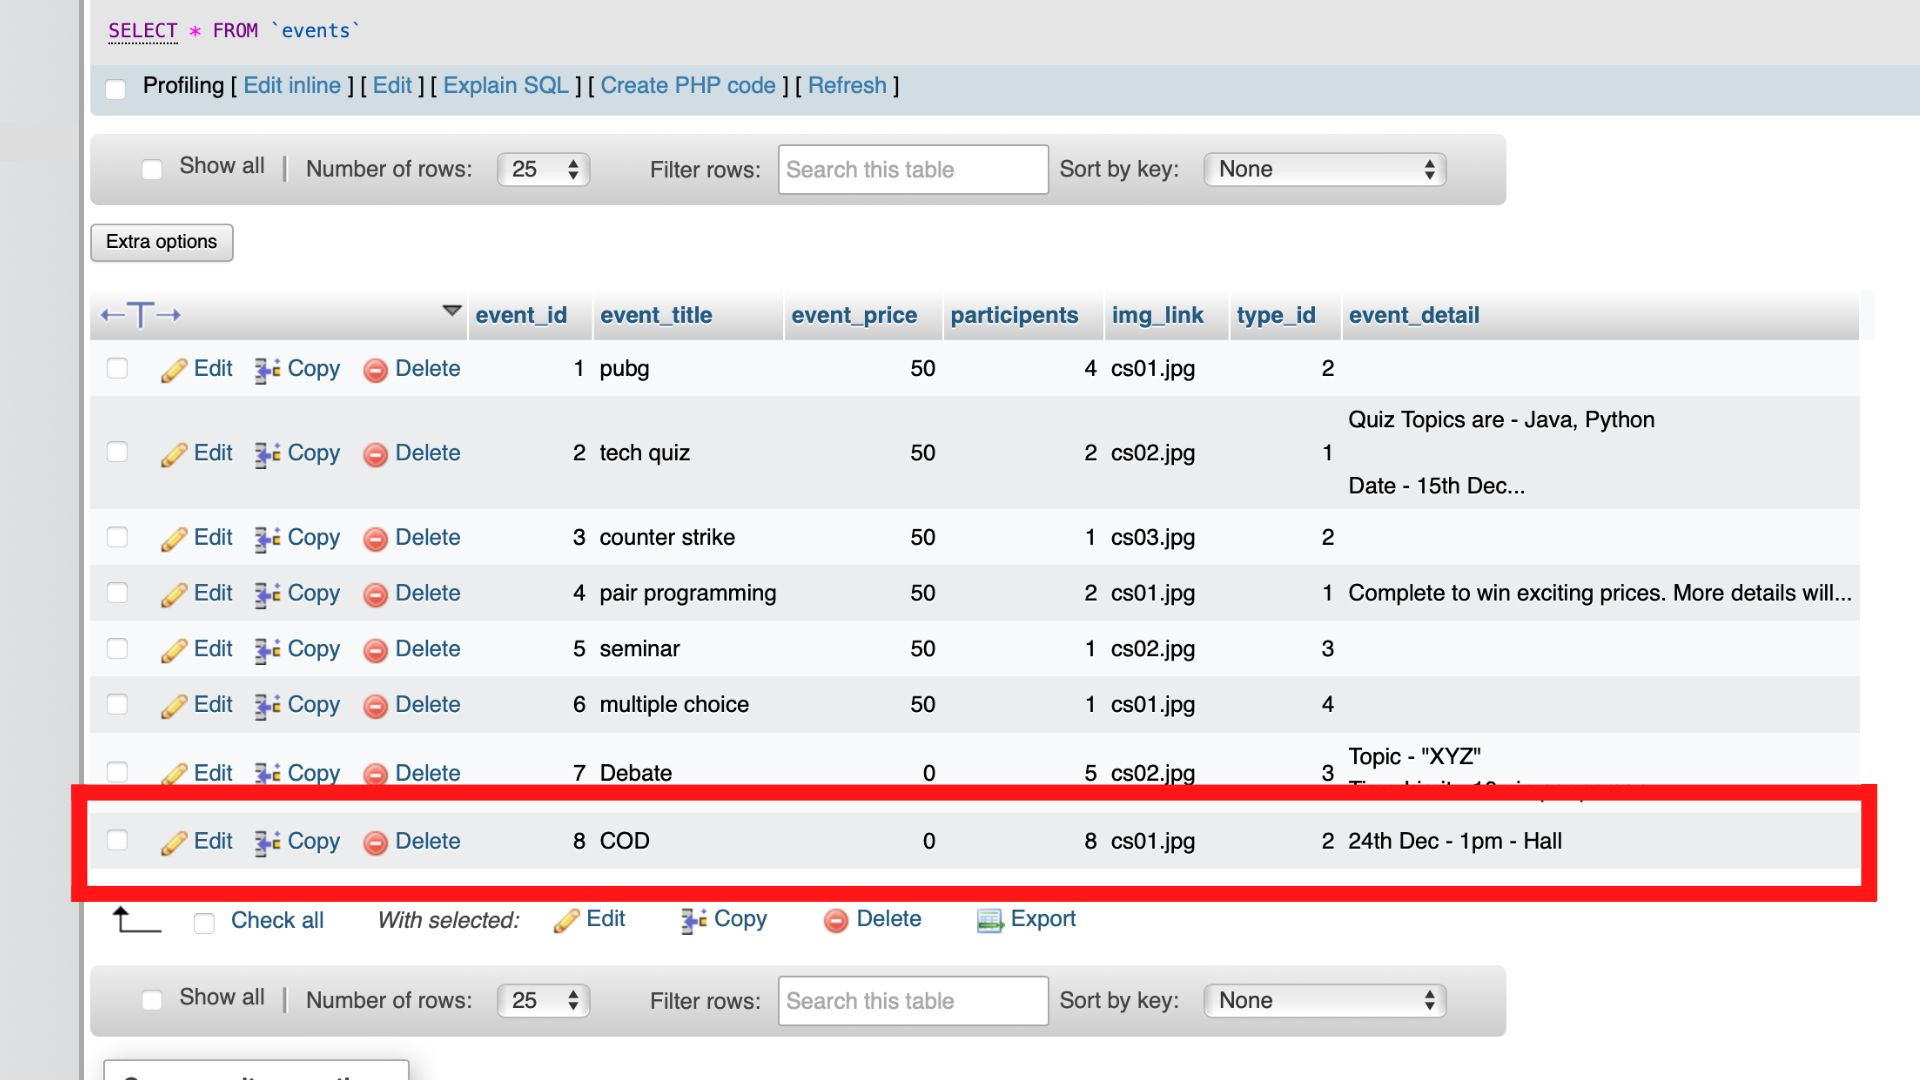 SELECT * FROM `events`
Profiling [ Edit inline ] [ Edit ] [ Explain SQL ] [ Create PHP code ] [ Refresh ]
Show all | Number of rows: 25 Filter rows: Search this table Sort by key: None
Extra options
←T→ event_id event_title event_price participents img_link type_id event_detail
Edit Copy Delete 1 pubg 50 4 cs01.jpg 2
Edit Copy Delete 2 tech quiz 50 2 cs02.jpg 1 Quiz Topics are - Java, Python
Date - 15th Dec...
Edit Copy Delete 3 counter strike 50 1 cs03.jpg 2
Edit Copy Delete 4 pair programming 50 2 cs01.jpg 1 Complete to win exciting prices. More details will...
Edit Copy Delete 5 seminar 50 1 cs02.jpg 3
Edit Copy Delete 6 multiple choice 50 1 cs01.jpg 4
Edit Copy Delete 7 Debate 0 5 cs02.jpg 3 Topic - "XYZ"
Edit Copy Delete 8 COD 0 8 cs01.jpg 2 24th Dec - 1pm - Hall
Check all With selected: Edit Copy Delete Export
Show all | Number of rows: 25 Filter rows: Search this table Sort by key: None